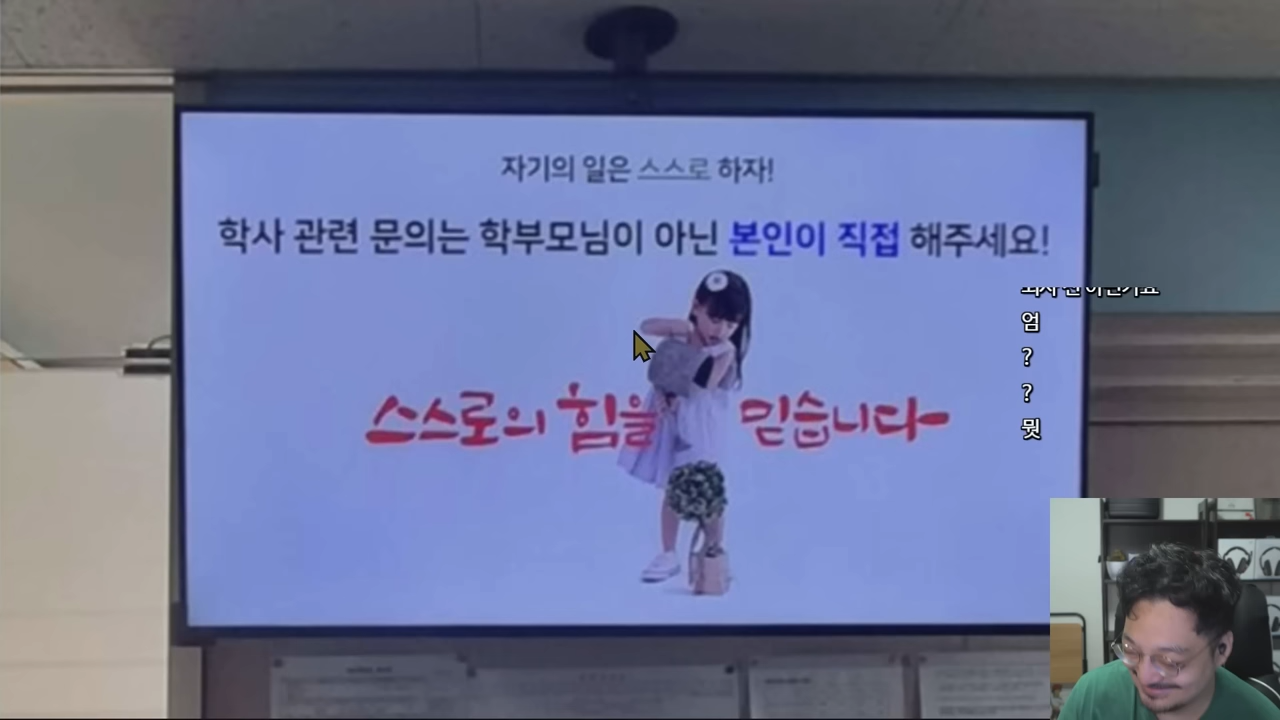 자기의 일은 스스로 하자!
학사 관련 문의는 학부모님이 아닌 본인이 직접 해주세요!
스스로의 힘을 믿습니다
엄
?
?
뭣